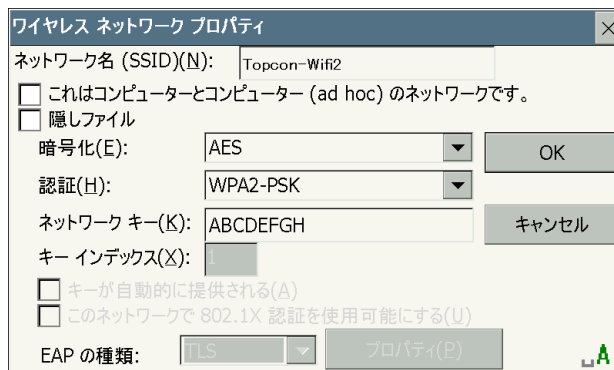 ワイヤレス ネットワーク プロパティ
ネットワーク名 (SSID)(N): Topcon-Wifi2
これはコンピューターとコンピューター (ad hoc) のネットワークです。
隠しファイル
暗号化(E): AES OK
認証(H): WPA2-PSK
ネットワーク キー(K): ABCDEFGH キャンセル
キー インデックス(X): 1
キーが自動的に提供される(A)
このネットワークで 802.1X 認証を使用可能にする(U)
EAP の種類: TLS プロパティ(P)
A